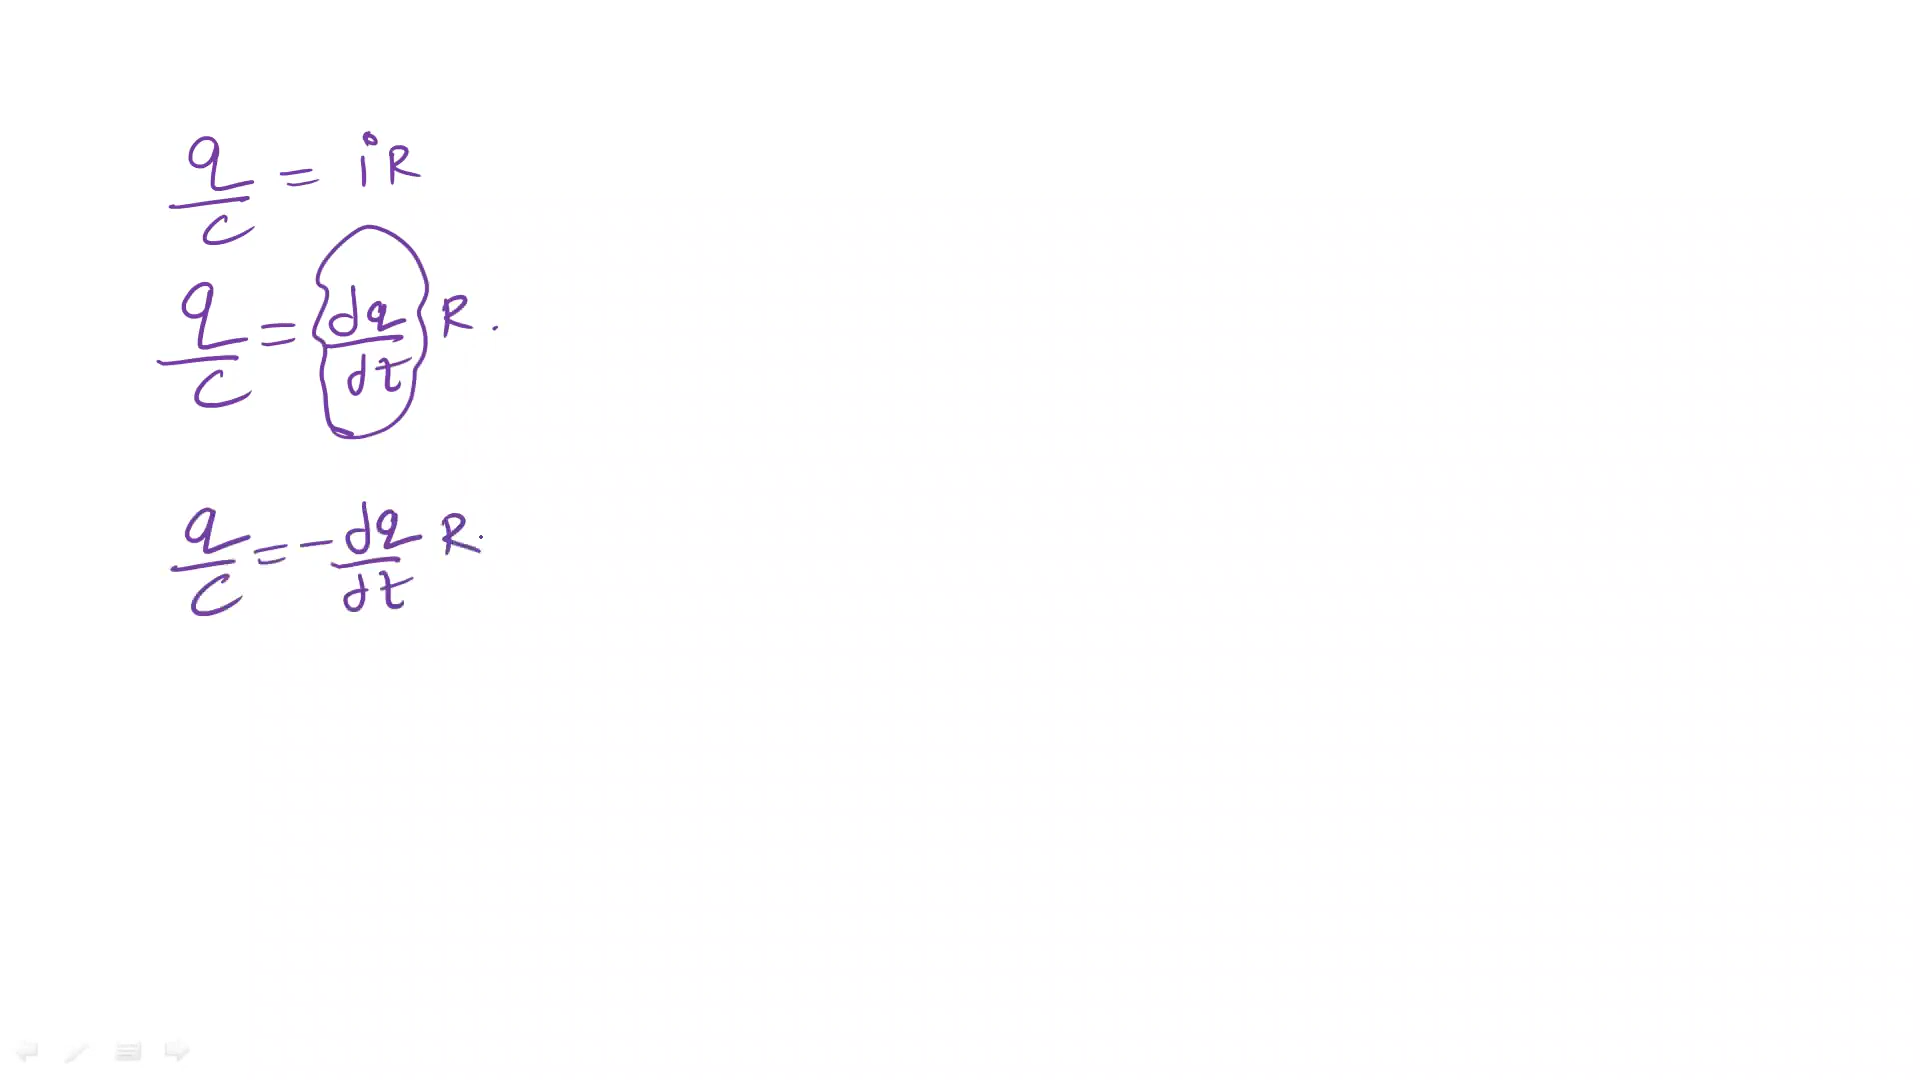 q/c = iR
q/c = dq/dt R.
q/c = - dq/dt R.